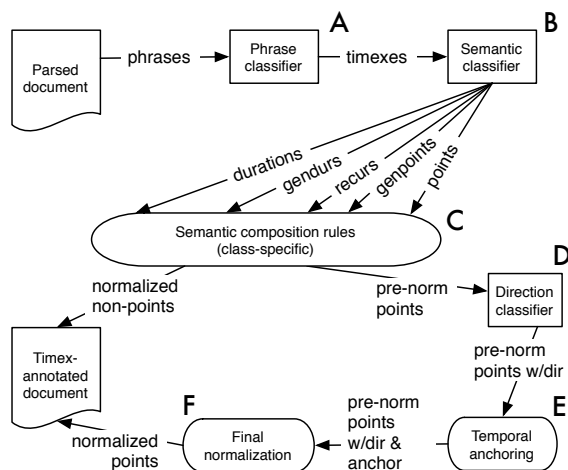 A
B
Parsed
document
phrases
Phrase
classifier
timexes
Semantic
classifier
durations
gendurs
recurs
genpoints
points
C
Semantic composition rules
(class-specific)
normalized
non-points
pre-norm
points
D
Direction
classifier
Timex-
annotated
document
pre-norm
points w/dir
F
E
normalized
points
Final
normalization
pre-norm
points
w/dir &
anchor
Temporal
anchoring